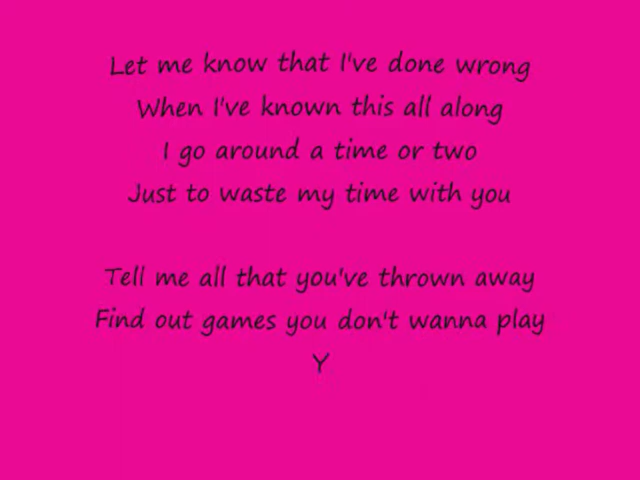 Let me know that I've done wrong
When I've known this all along
I go around a time or two
Just to waste my time with you
Tell me all that you've thrown away
Find out games you don't wanna play
Y